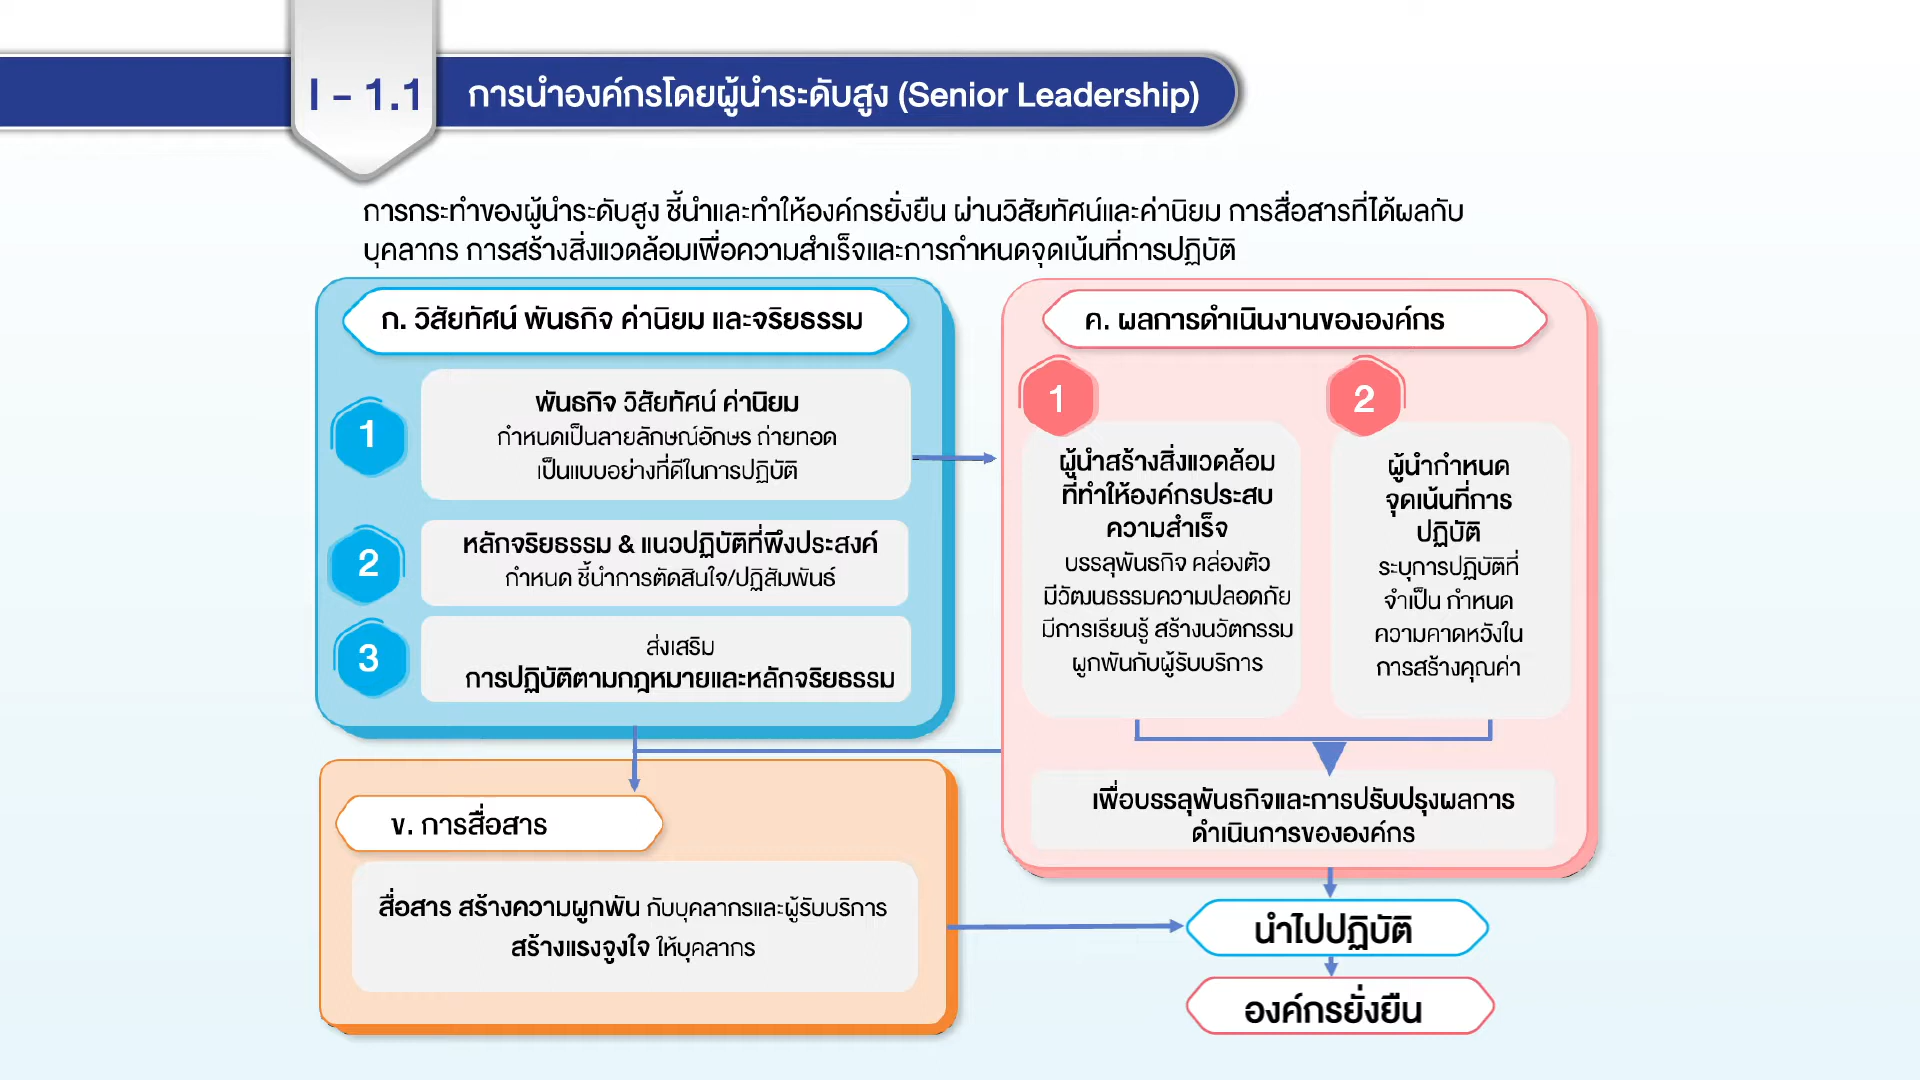 I - 1.1
การนำองค์กรโดยผู้นำระดับสูง (Senior Leadership)
การกระทำของผู้นำระดับสูง ชี้นำและทำให้องค์กรยั่งยืน ผ่านวิสัยทัศน์และค่านิยม การสื่อสารที่ได้ผลกับ
บุคลากร การสร้างสิ่งแวดล้อมเพื่อความสำเร็จและการกำหนดจุดเน้นที่การปฏิบัติ
ก. วิสัยทัศน์ พันธกิจ ค่านิยม และจริยธรรม
1
พันธกิจ วิสัยทัศน์ ค่านิยม
กำหนดเป็นลายลักษณ์อักษร ถ่ายทอด
เป็นแบบอย่างที่ดีในการปฏิบัติ
2
หลักจริยธรรม & แนวปฏิบัติที่พึงประสงค์
กำหนด ชี้นำการตัดสินใจ/ปฏิสัมพันธ์
3
ส่งเสริม
การปฏิบัติตามกฎหมายและหลักจริยธรรม
ข. การสื่อสาร
สื่อสาร สร้างความผูกพัน กับบุคลากรและผู้รับบริการ
สร้างแรงจูงใจ ให้บุคลากร
ค. ผลการดำเนินงานขององค์กร
1
ผู้นำสร้างสิ่งแวดล้อม
ที่ทำให้องค์กรประสบ
ความสำเร็จ
บรรลุพันธกิจ คล่องตัว
มีวัฒนธรรมความปลอดภัย
มีการเรียนรู้ สร้างนวัตกรรม
ผูกพันกับผู้รับบริการ
2
ผู้นำกำหนด
จุดเน้นที่การ
ปฏิบัติ
ระบุการปฏิบัติที่
จำเป็น กำหนด
ความคาดหวังใน
การสร้างคุณค่า
เพื่อบรรลุพันธกิจและการปรับปรุงผลการ
ดำเนินการขององค์กร
นำไปปฏิบัติ
องค์กรยั่งยืน